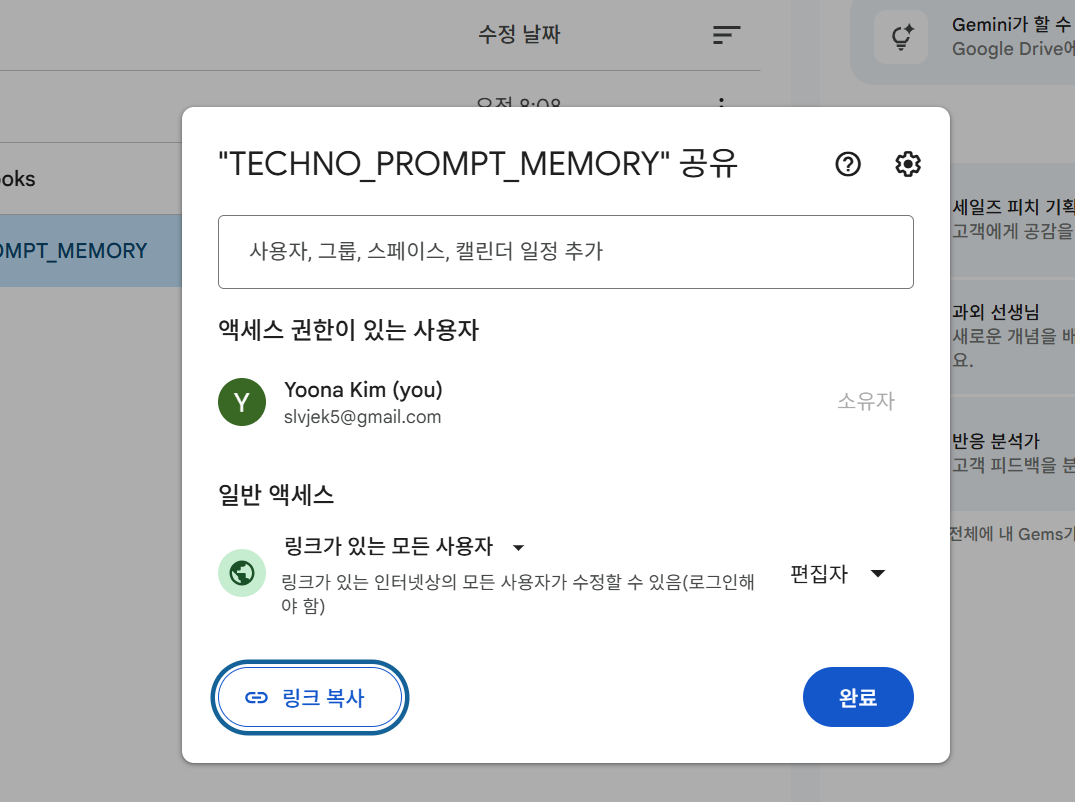 수정 날짜
Gemini가 할 수
Google Drive에
오전 8:08
"TECHNO_PROMPT_MEMORY" 공유
ooks
사용자, 그룹, 스페이스, 캘린더 일정 추가
OMPT_MEMORY
세일즈 피치 기획
고객에게 공감을
액세스 권한이 있는 사용자
과외 선생님
새로운 개념을 배
요.
Y
Yoona Kim (you)
slvjek5@gmail.com
소유자
반응 분석가
고객 피드백을 분
일반 액세스
전체에 내 Gems가
링크가 있는 모든 사용자
링크가 있는 인터넷상의 모든 사용자가 수정할 수 있음(로그인해
야 함)
편집자
링크 복사
완료